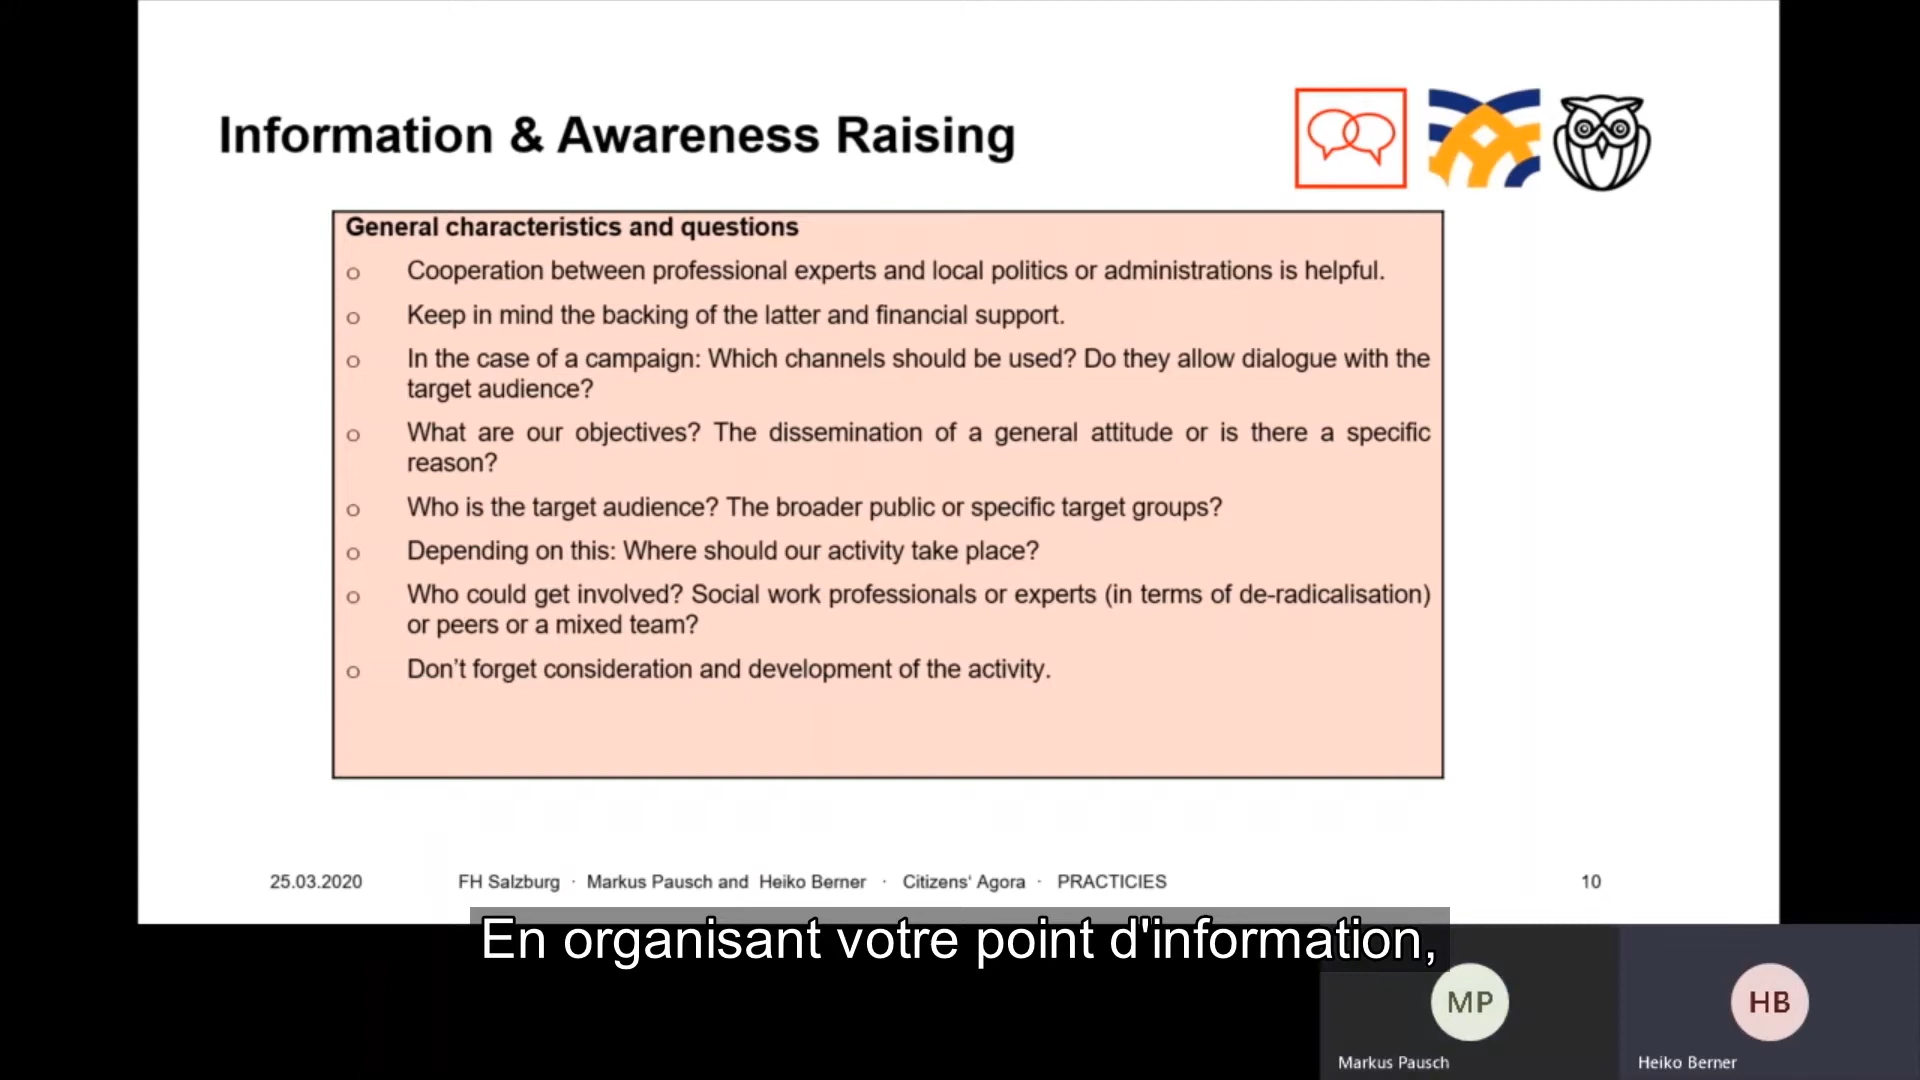 Information & Awareness Raising
General characteristics and questions
o Cooperation between professional experts and local politics or administrations is helpful.
o Keep in mind the backing of the latter and financial support.
o In the case of a campaign: Which channels should be used? Do they allow dialogue with the
target audience?
o What are our objectives? The dissemination of a general attitude or is there a specific
reason?
o Who is the target audience? The broader public or specific target groups?
o Depending on this: Where should our activity take place?
o Who could get involved? Social work professionals or experts (in terms of de-radicalisation)
or peers or a mixed team?
o Don’t forget consideration and development of the activity.
25.03.2020 FH Salzburg · Markus Pausch and Heiko Berner · Citizens‘ Agora · PRACTICIES 10
En organisant votre point d'information,
MP HB
Markus Pausch Heiko Berner